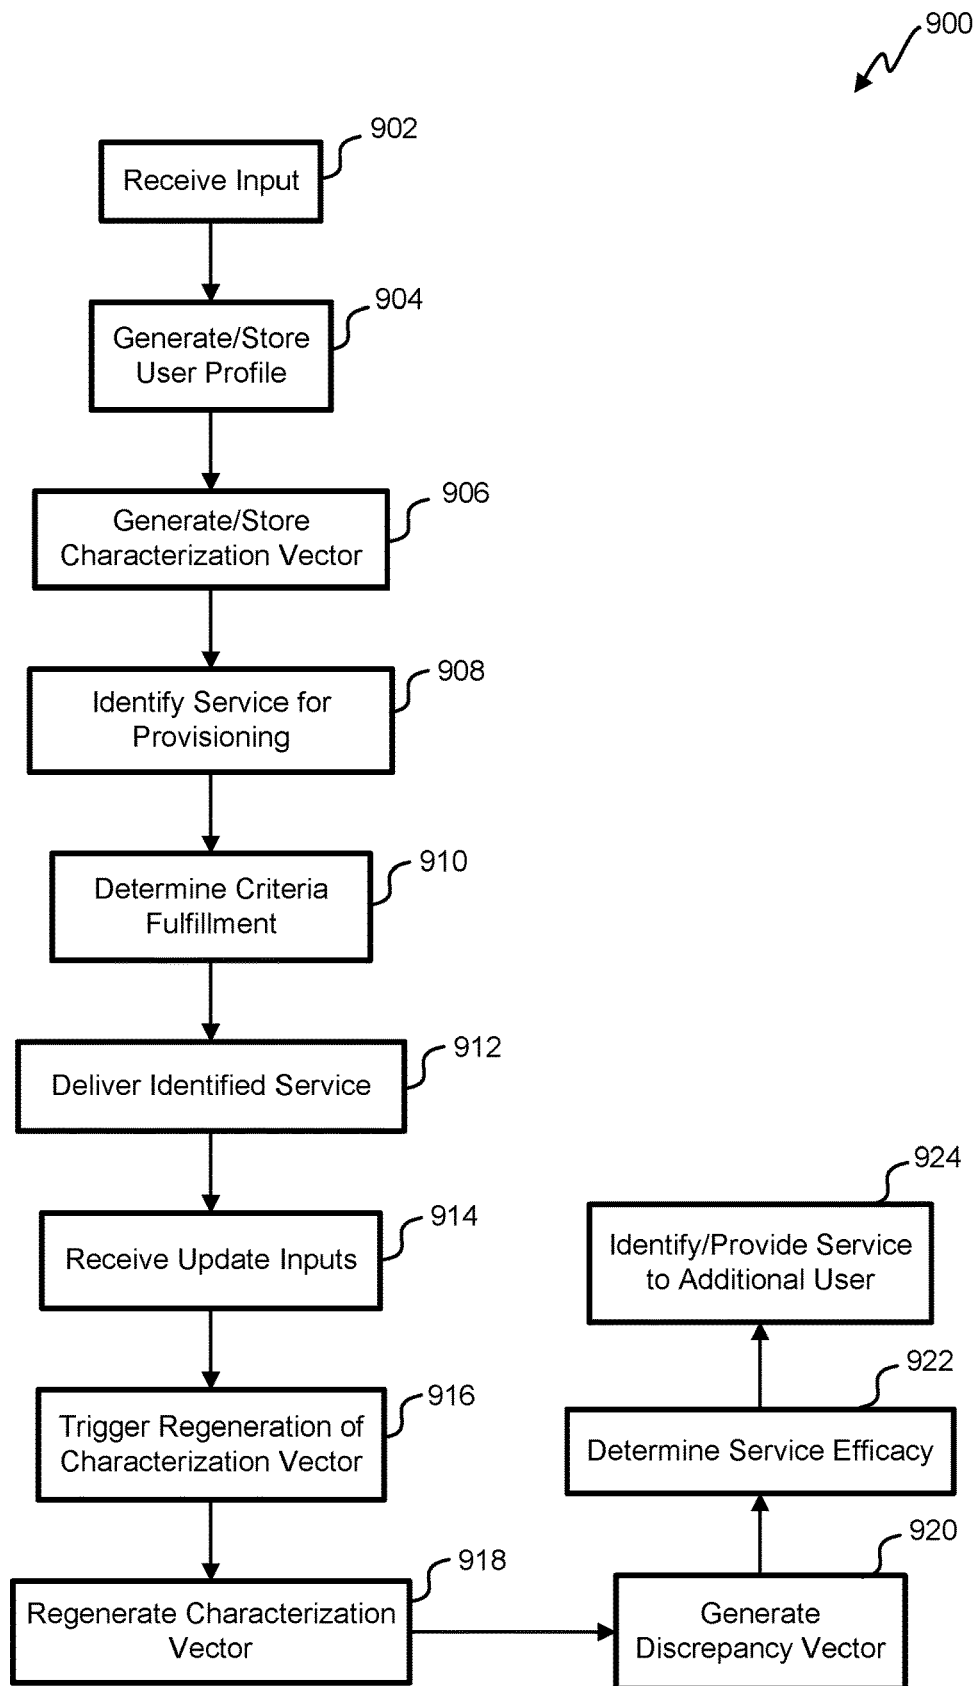 900
902
Receive Input
904
Generate/Store
User Profile
906
Generate/Store
Characterization Vector
908
Identify Service for
Provisioning
910
Determine Criteria
Fulfillment
912
Deliver Identified Service
914
Receive Update Inputs
916
Trigger Regeneration of
Characterization Vector
918
Regenerate Characterization
Vector
920
Generate
Discrepancy Vector
922
Determine Service Efficacy
924
Identify/Provide Service
to Additional User